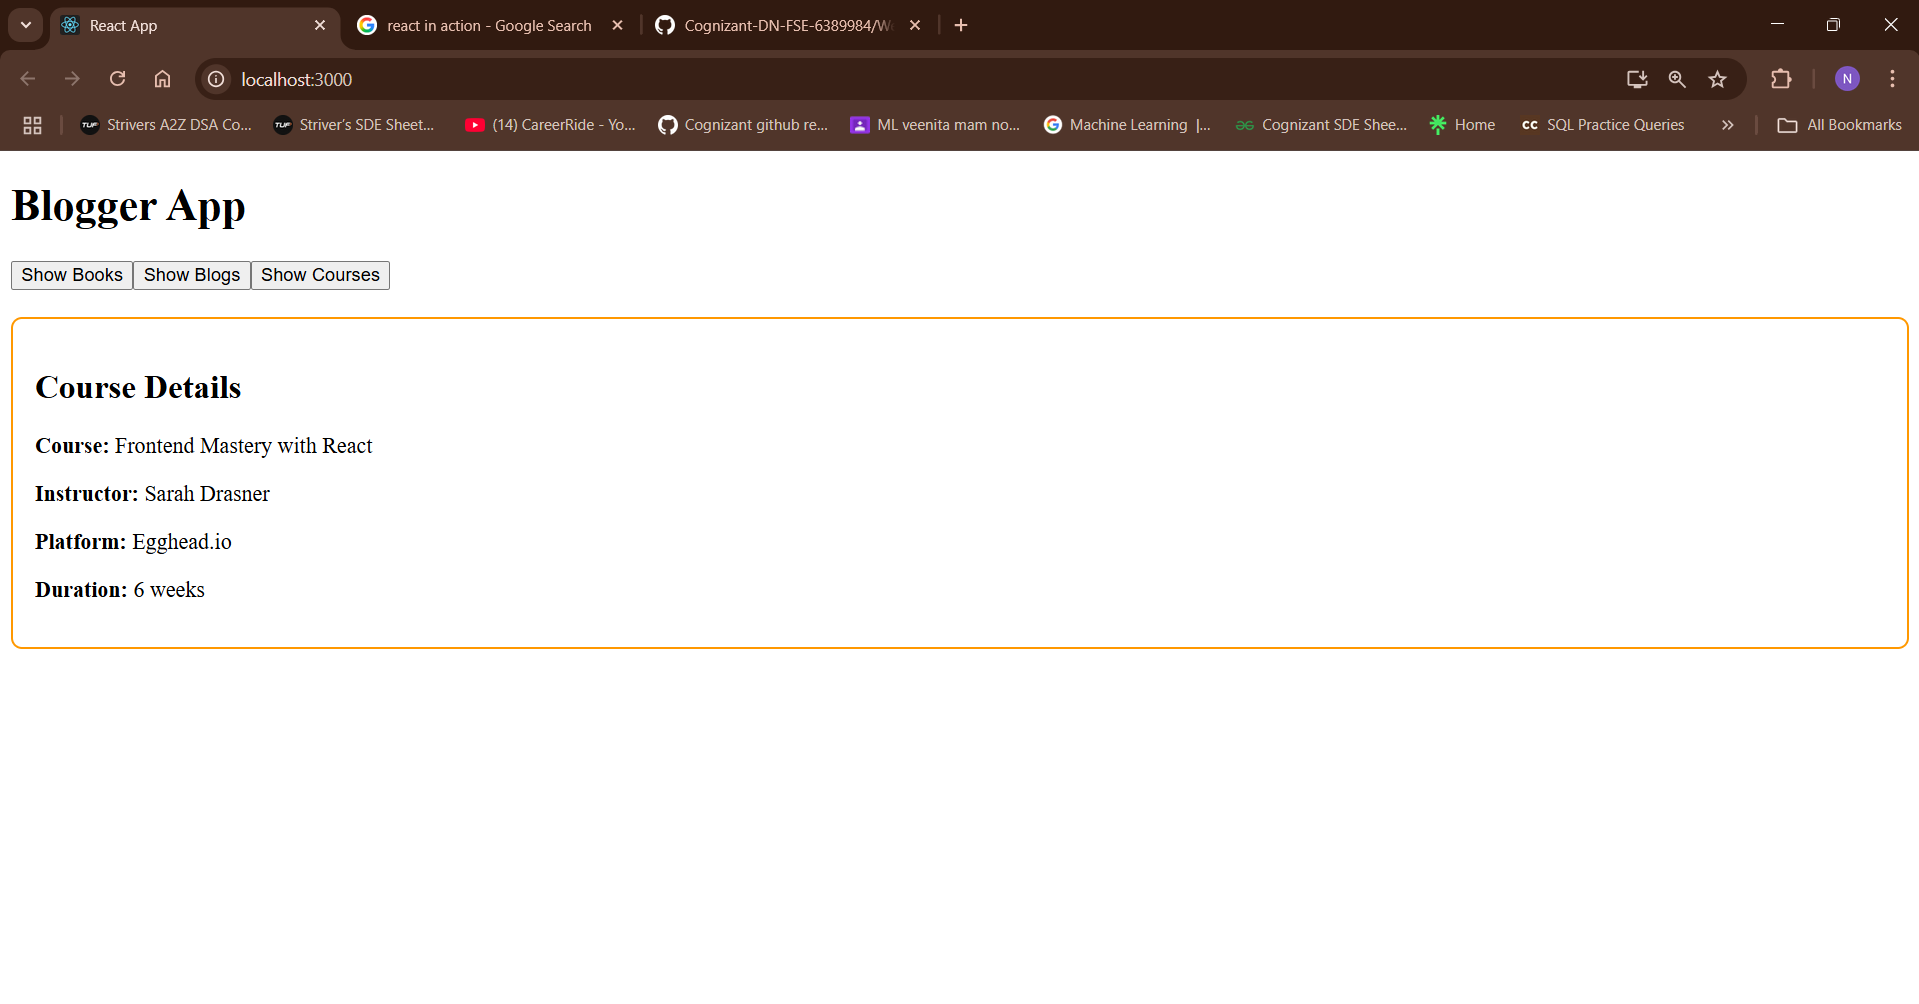 React App
react in action - Google Search
Cognizant-DN-FSE-6389984/W
localhost:3000
N
Strivers A2Z DSA Co...
Striver's SDE Sheet...
(14) CareerRide - Yo...
Cognizant github re...
ML veenita mam no...
Machine Learning |...
Cognizant SDE Shee...
Home
CC SQL Practice Queries
All Bookmarks
Blogger App
Show Books Show Blogs Show Courses
Course Details
Course: Frontend Mastery with React
Instructor: Sarah Drasner
Platform: Egghead.io
Duration: 6 weeks